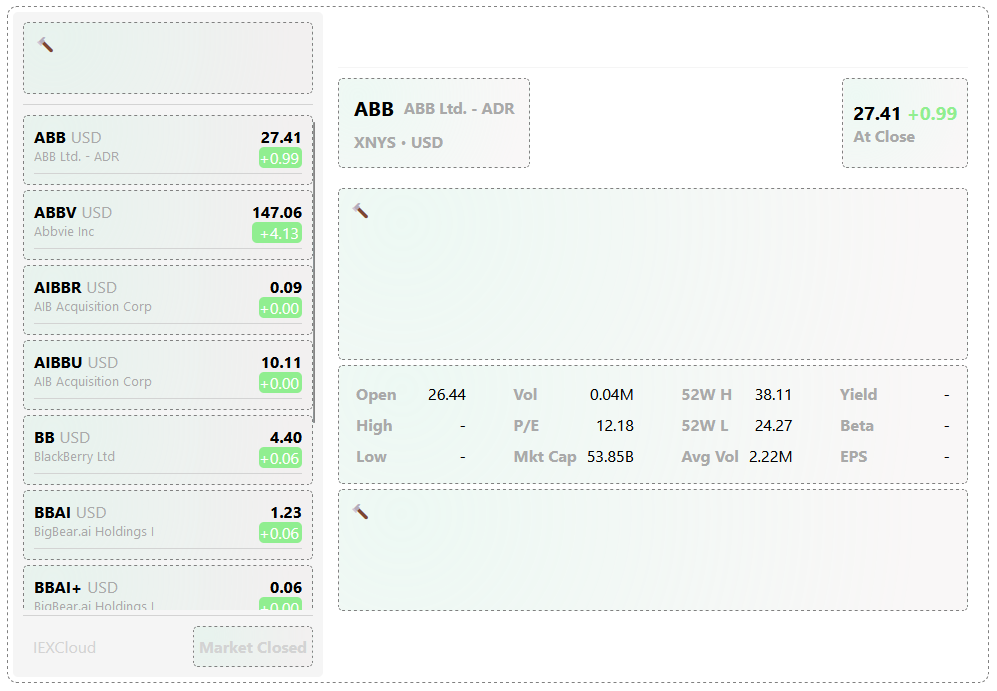 ABB USD 27.41
ABB Ltd. - ADR +0.99
ABBV USD 147.06
Abbvie Inc +4.13
AIBBR USD 0.09
AIB Acquisition Corp +0.00
AIBBU USD 10.11
AIB Acquisition Corp +0.00
BB USD 4.40
BlackBerry Ltd +0.06
BBAI USD 1.23
BigBear.ai Holdings I +0.06
BBAI+ USD 0.06
BigBear.ai Holdings I +0.00
IEXCloud Market Closed
ABB ABB Ltd. - ADR
XNYS • USD
27.41 +0.99
At Close
Open 26.44 Vol 0.04M 52W H 38.11 Yield -
High - P/E 12.18 52W L 24.27 Beta -
Low - Mkt Cap 53.85B Avg Vol 2.22M EPS -